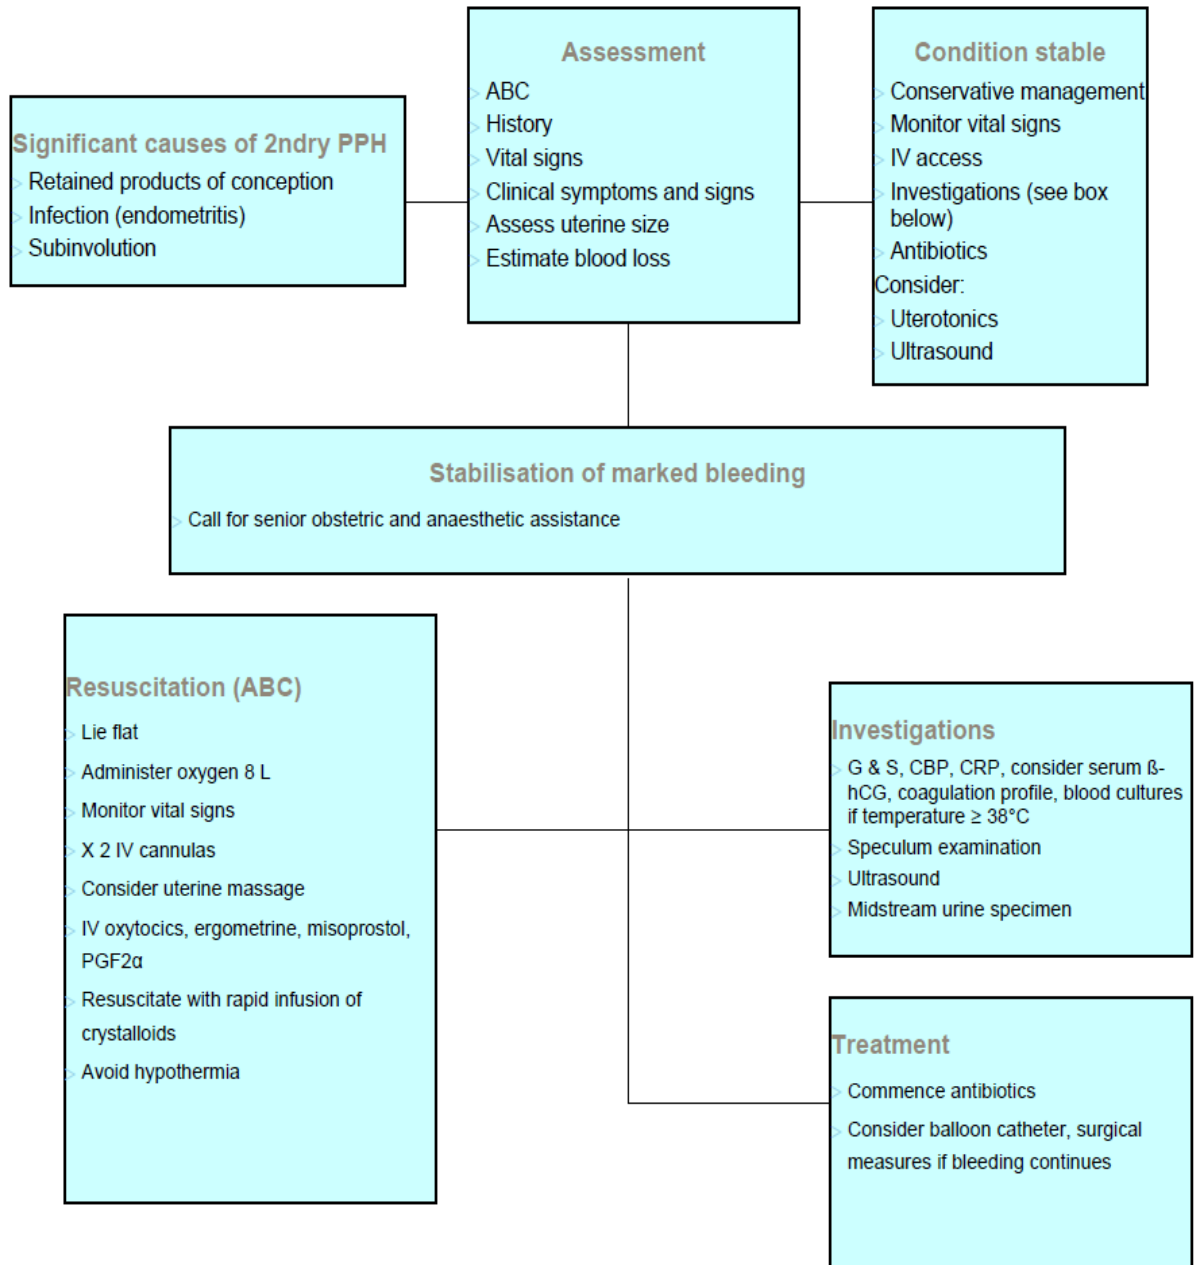 Assessment
> ABC
> History
> Vital signs
> Clinical symptoms and signs
> Assess uterine size
> Estimate blood loss
Condition stable
> Conservative management
> Monitor vital signs
> IV access
> Investigations (see box
below)
> Antibiotics
Consider:
> Uterotonics
> Ultrasound
Significant causes of 2ndry PPH
> Retained products of conception
> Infection (endometritis)
> Subinvolution
Stabilisation of marked bleeding
> Call for senior obstetric and anaesthetic assistance
Resuscitation (ABC)
> Lie flat
> Administer oxygen 8 L
> Monitor vital signs
> X 2 IV cannulas
> Consider uterine massage
> IV oxytocics, ergometrine, misoprostol,
PGF2α
> Resuscitate with rapid infusion of
crystalloids
> Avoid hypothermia
Investigations
> G & S, CBP, CRP, consider serum ß-
hCG, coagulation profile, blood cultures
if temperature ≥ 38°C
> Speculum examination
> Ultrasound
> Midstream urine specimen
Treatment
> Commence antibiotics
> Consider balloon catheter, surgical
measures if bleeding continues